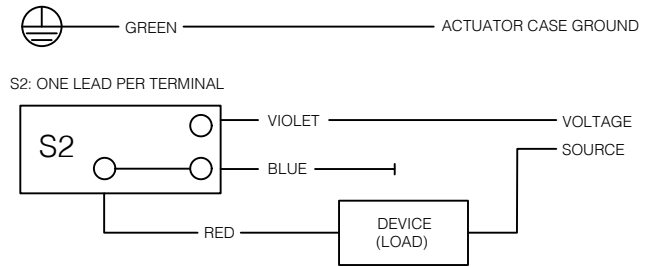 GREEN
ACTUATOR CASE GROUND
S2: ONE LEAD PER TERMINAL
VIOLET
VOLTAGE
S2
SOURCE
BLUE
DEVICE
(LOAD)
RED